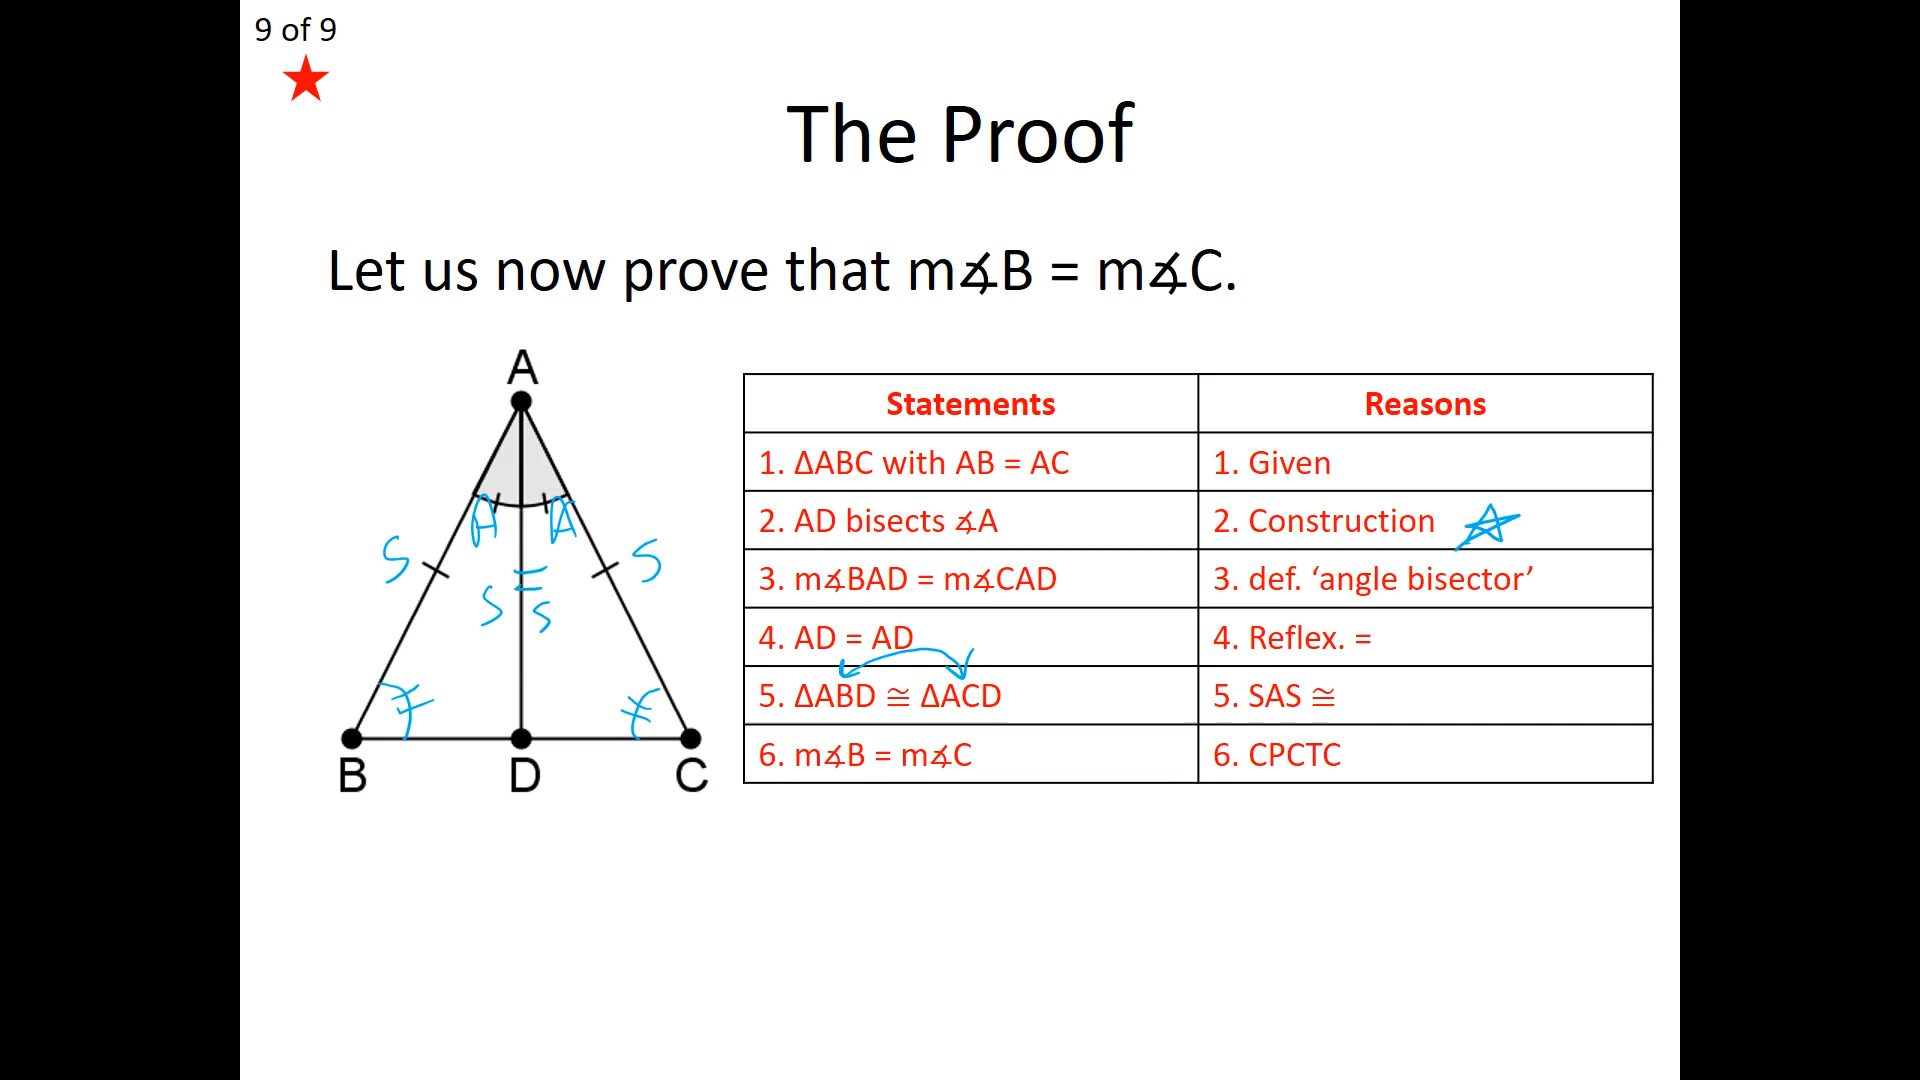 9 of 9
The Proof
Let us now prove that m∡B = m∡C.
A
A A
S S
S S
B D C
Statements Reasons
1. ΔABC with AB = AC 1. Given
2. AD bisects ∡A 2. Construction
3. m∡BAD = m∡CAD 3. def. ‘angle bisector’
4. AD = AD 4. Reflex. =
5. ΔABD ≅ ΔACD 5. SAS ≅
6. m∡B = m∡C 6. CPCTC